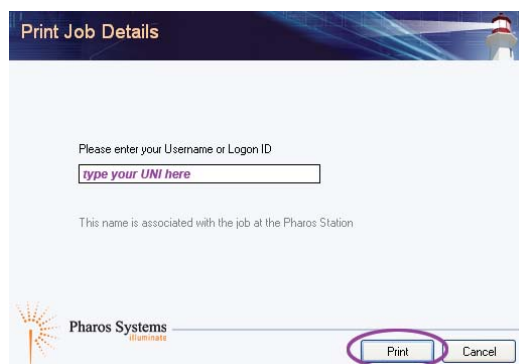 Print Job Details
Please enter your Username or Logon ID
type your UNI here
This name is associated with the job at the Pharos Station
Pharos Systems
illuminate
Print Cancel